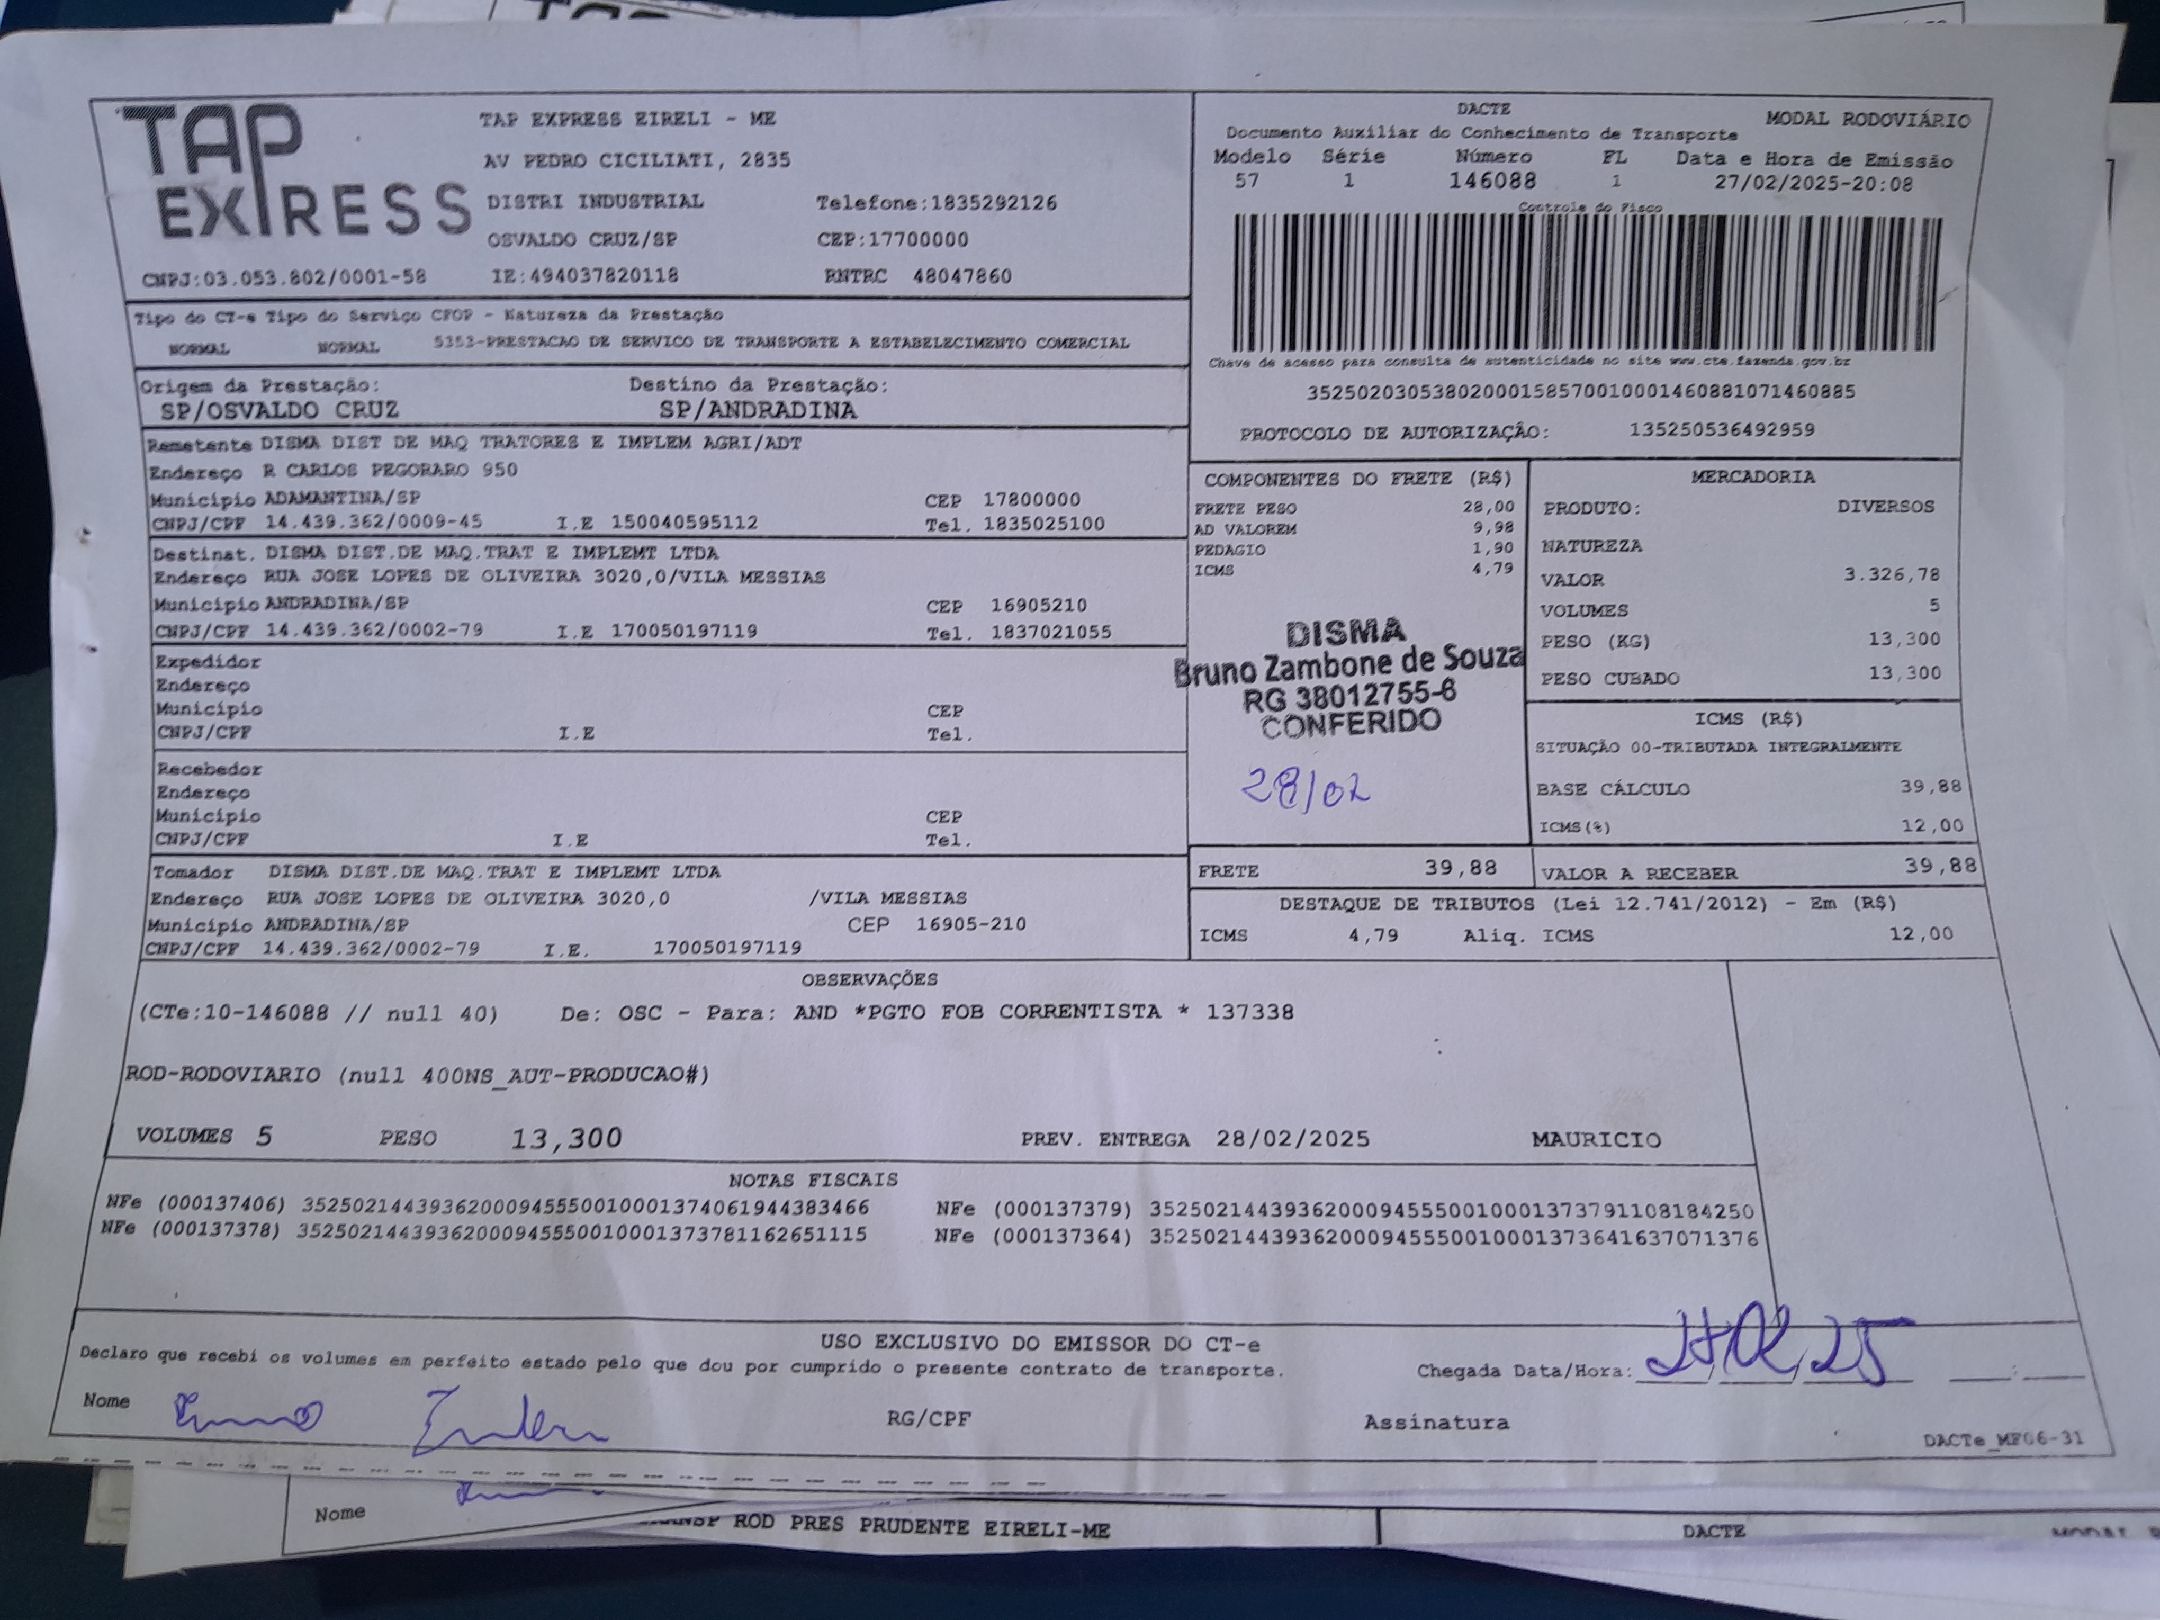 TAP EXPRESS
TAP EXPRESS EIRELI - ME
AV PEDRO CICILIATI, 2835
DISTRI INDUSTRIAL Telefone:1835292126
OSVALDO CRUZ/SP CEP:17700000
CNPJ:03.053.802/0001-58 IE:494037820118 RNTRC 48047860
DACTE MODAL RODOVIÁRIO
Documento Auxiliar do Conhecimento de Transporte
Modelo Série Número FL Data e Hora de Emissão
57 1 146088 1 27/02/2025-20:08
Controle do Fisco
Chave de acesso para consulta de autenticidade no site www.cte.fazenda.gov.br
35250203053802000158570010001460881071460885
PROTOCOLO DE AUTORIZAÇÃO: 135250536492959
Tipo do CT-e Tipo do Serviço CFOP - Natureza da Prestação
NORMAL NORMAL 5353-PRESTACAO DE SERVICO DE TRANSPORTE A ESTABELECIMENTO COMERCIAL
Origem da Prestação: Destino da Prestação:
SP/OSVALDO CRUZ SP/ANDRADINA
Remetente DISMA DIST DE MAQ TRATORES E IMPLEM AGRI/ADT
Endereço R CARLOS PEGORARO 950
Município ADAMANTINA/SP CEP 17800000
CNPJ/CPF 14.439.362/0009-45 I.E 150040595112 Tel. 1835025100
Destinat. DISMA DIST.DE MAQ.TRAT E IMPLEMT LTDA
Endereço RUA JOSE LOPES DE OLIVEIRA 3020,0/VILA MESSIAS
Município ANDRADINA/SP CEP 16905210
CNPJ/CPF 14.439.362/0002-79 I.E 170050197119 Tel. 1837021055
Expedidor
Endereço
Município CEP
CNPJ/CPF I.E Tel.
Recebedor
Endereço
Município CEP
CNPJ/CPF I.E Tel.
Tomador DISMA DIST.DE MAQ.TRAT E IMPLEMT LTDA
Endereço RUA JOSE LOPES DE OLIVEIRA 3020,0 /VILA MESSIAS
Município ANDRADINA/SP CEP 16905-210
CNPJ/CPF 14.439.362/0002-79 I.E. 170050197119
COMPONENTES DO FRETE (R$)
FRETE PESO 28,00
AD VALOREM 9,98
PEDAGIO 1,90
ICMS 4,79
DISMA
Bruno Zambone de Souza
RG 38012755-6
CONFERIDO
28/02
MERCADORIA
PRODUTO: DIVERSOS
NATUREZA
VALOR 3.326,78
VOLUMES 5
PESO (KG) 13,300
PESO CUBADO 13,300
ICMS (R$)
SITUAÇÃO 00-TRIBUTADA INTEGRALMENTE
BASE CÁLCULO 39,88
ICMS(%) 12,00
FRETE 39,88 VALOR A RECEBER 39,88
DESTAQUE DE TRIBUTOS (Lei 12.741/2012) - Em (R$)
ICMS 4,79 Aliq. ICMS 12,00
OBSERVAÇÕES
(CTe:10-146088 // null 40) De: OSC - Para: AND *PGTO FOB CORRENTISTA * 137338
ROD-RODOVIARIO (null 400NS_AUT-PRODUCAO#)
VOLUMES 5 PESO 13,300 PREV. ENTREGA 28/02/2025 MAURICIO
NOTAS FISCAIS
NFe (000137406) 35250214439362000945550010001374061944383466 NFe (000137379) 35250214439362000945550010001373791108184250
NFe (000137378) 35250214439362000945550010001373781162651115 NFe (000137364) 35250214439362000945550010001373641637071376
USO EXCLUSIVO DO EMISSOR DO CT-e
Declaro que recebi os volumes em perfeito estado pelo que dou por cumprido o presente contrato de transporte. Chegada Data/Hora:
Nome RG/CPF Assinatura
DACTe_MF06-31
Nome
ROD PRES PRUDENTE EIRELI-ME DACTE